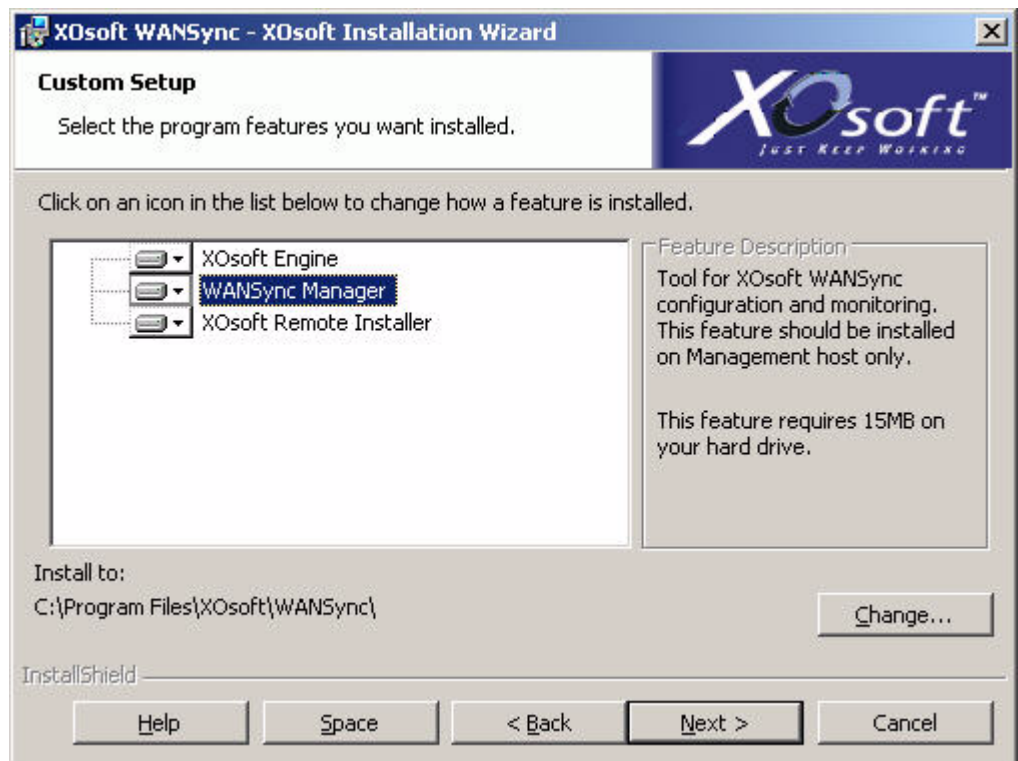 XOsoft WANSync - XOsoft Installation Wizard
Custom Setup
Select the program features you want installed.
XOsoft™
JUST KEEP WORKING
Click on an icon in the list below to change how a feature is installed.
XOsoft Engine
WANSync Manager
XOsoft Remote Installer
Feature Description
Tool for XOsoft WANSync
configuration and monitoring.
This feature should be installed
on Management host only.
This feature requires 15MB on
your hard drive.
Install to:
C:\Program Files\XOsoft\WANSync\
Change...
InstallShield
Help
Space
< Back
Next >
Cancel